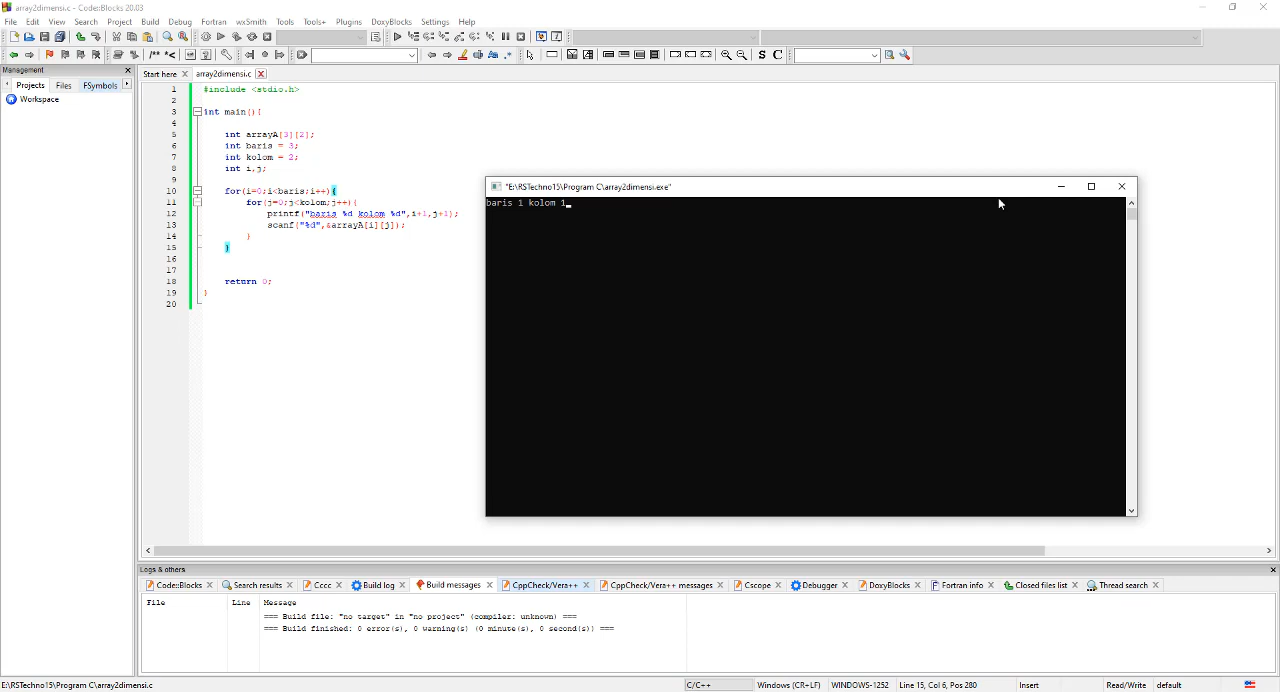 array2dimensi.c - Code::Blocks 20.03
File Edit View Search Project Build Debug Fortran wxSmith Tools Tools+ Plugins DoxyBlocks Settings Help
/** *<
S C
Management
Projects Files FSymbols
Workspace
Start here array2dimensi.c
1 #include <stdio.h>
2
3 int main(){
4
5 int arrayA[3][2];
6 int baris = 3;
7 int kolom = 2;
8 int i,j;
9
10 for(i=0;i<baris;i++){
11 for(j=0;j<kolom;j++){
12 printf("baris %d kolom %d",i+1,j+1);
13 scanf("%d",&arrayA[i][j]);
14 }
15 }
16
17
18 return 0;
19 }
20
"E:\RSTechno15\Program C\array2dimensi.exe"
baris 1 kolom 1_
Logs & others
Code::Blocks Search results Cccc Build log Build messages CppCheck/Vera++ CppCheck/Vera++ messages Cscope Debugger DoxyBlocks Fortran info Closed files list Thread search
File Line Message
=== Build file: "no target" in "no project" (compiler: unknown) ===
=== Build finished: 0 error(s), 0 warning(s) (0 minute(s), 0 second(s)) ===
E:\RSTechno15\Program C\array2dimensi.c C/C++ Windows (CR+LF) WINDOWS-1252 Line 15, Col 6, Pos 280 Insert Read/Write default